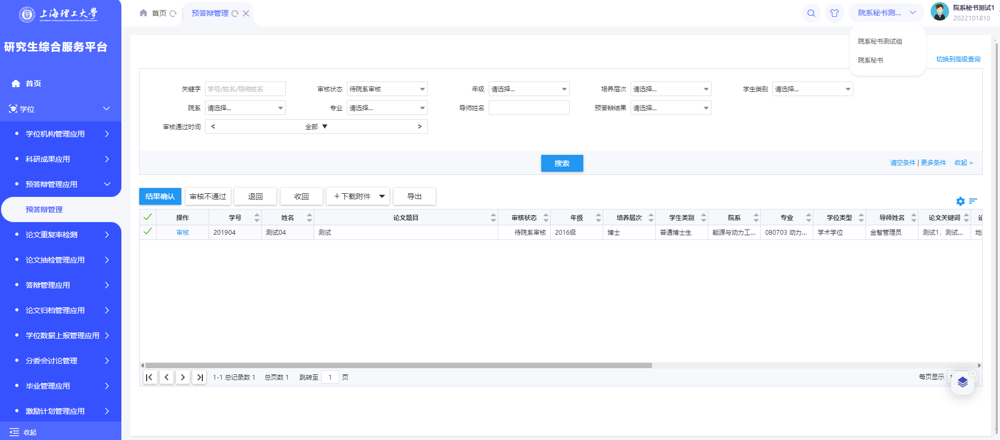 上海理工大學
UNIVERSITY OF SHANGHAI FOR SCIENCE AND TECHNOLOGY
研究生综合服务平台
首页
学位
学位机构管理应用
科研成果应用
预答辩管理应用
预答辩管理
论文重复率检测
论文抽检管理应用
答辩管理应用
论文归档管理应用
学位数据上报管理应用
分委会讨论管理
毕业管理应用
激励计划管理应用
收起
首页 预答辩管理
院系秘书测...
院系秘书测试1
2022101810
院系秘书测试组
院系秘书
切换到高级查询
关键字 学号/姓名/导师姓名 审核状态 待院系审核 年级 请选择... 培养层次 请选择... 学生类别 请选择...
院系 请选择... 专业 请选择... 导师姓名 预答辩结果 请选择...
审核通过时间 < 全部 ▼ >
搜索
清空条件 | 更多条件 收起 >
结果确认 审核不通过 退回 收回 +下载附件 导出
操作 学号 姓名 论文题目 审核状态 年级 培养层次 学生类别 院系 专业 学位类型 导师姓名 论文关键词
审核 201904 测试04 测试 待院系审核 2016级 博士 普通博士生 能源与动力工... 080703 动力... 学术学位 金智管理员 测试1，测试... 地
1-1 总记录数 1 总页数 1 跳转至 1 页
每页显示